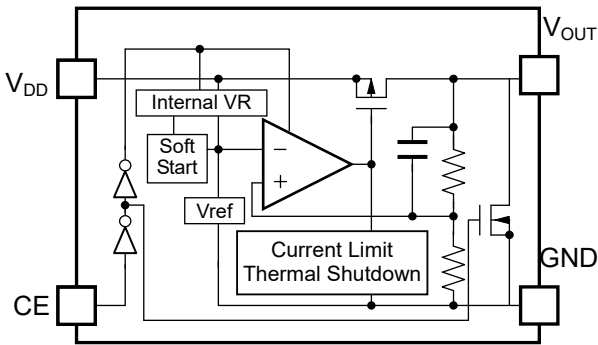 VOUT
VDD
Internal VR
Soft
Start
−
+
Vref
Current Limit
Thermal Shutdown
GND
CE